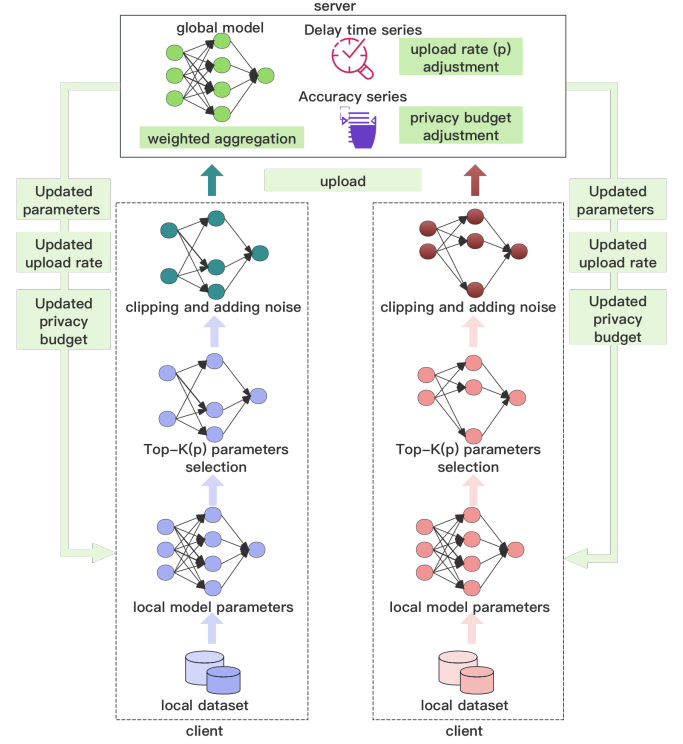 server
global model
Delay time series
upload rate (p)
adjustment
Accuracy series
privacy budget
adjustment
weighted aggregation
upload
Updated
parameters
Updated
upload rate
Updated
privacy
budget
Updated
parameters
Updated
upload rate
Updated
privacy
budget
clipping and adding noise
Top-K(p) parameters
selection
local model parameters
local dataset
client
clipping and adding noise
Top-K(p) parameters
selection
local model parameters
local dataset
client